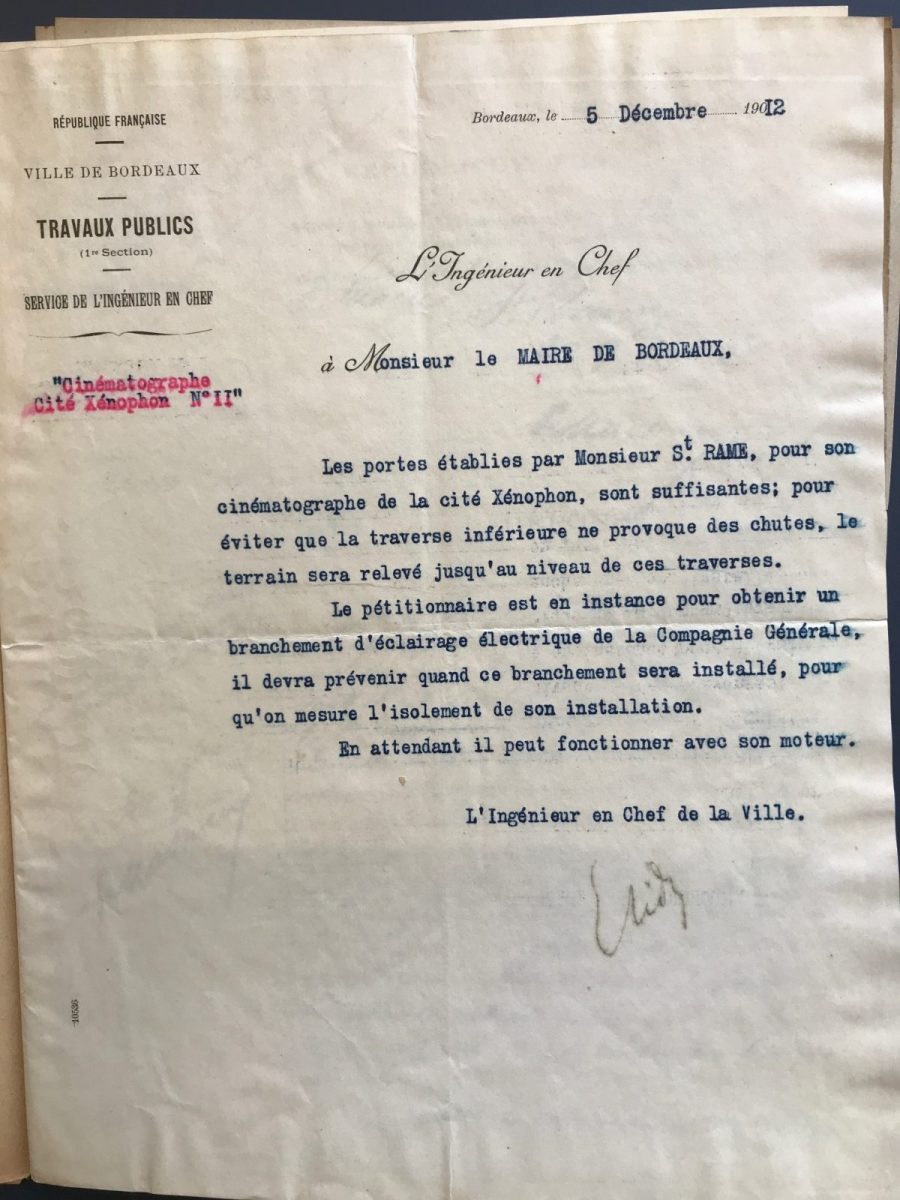 RÉPUBLIQUE FRANÇAISE
VILLE DE BORDEAUX
TRAVAUX PUBLICS
(1re Section)
SERVICE DE L'INGÉNIEUR EN CHEF
"Cinématographe
Cité Xénophon N°II"
Bordeaux, le 5 Décembre 1912
L'Ingénieur en Chef
à Monsieur le MAIRE DE BORDEAUX,
Les portes établies par Monsieur St. RAME, pour son
cinématographe de la cité Xénophon, sont suffisantes; pour
éviter que la traverse inférieure ne provoque des chutes, le
terrain sera relevé jusqu'au niveau de ces traverses.
Le pétitionnaire est en instance pour obtenir un
branchement d'éclairage électrique de la Compagnie Générale,
il devra prévenir quand ce branchement sera installé, pour
qu'on mesure l'isolement de son installation.
En attendant il peut fonctionner avec son moteur.
L'Ingénieur en Chef de la Ville.
10536